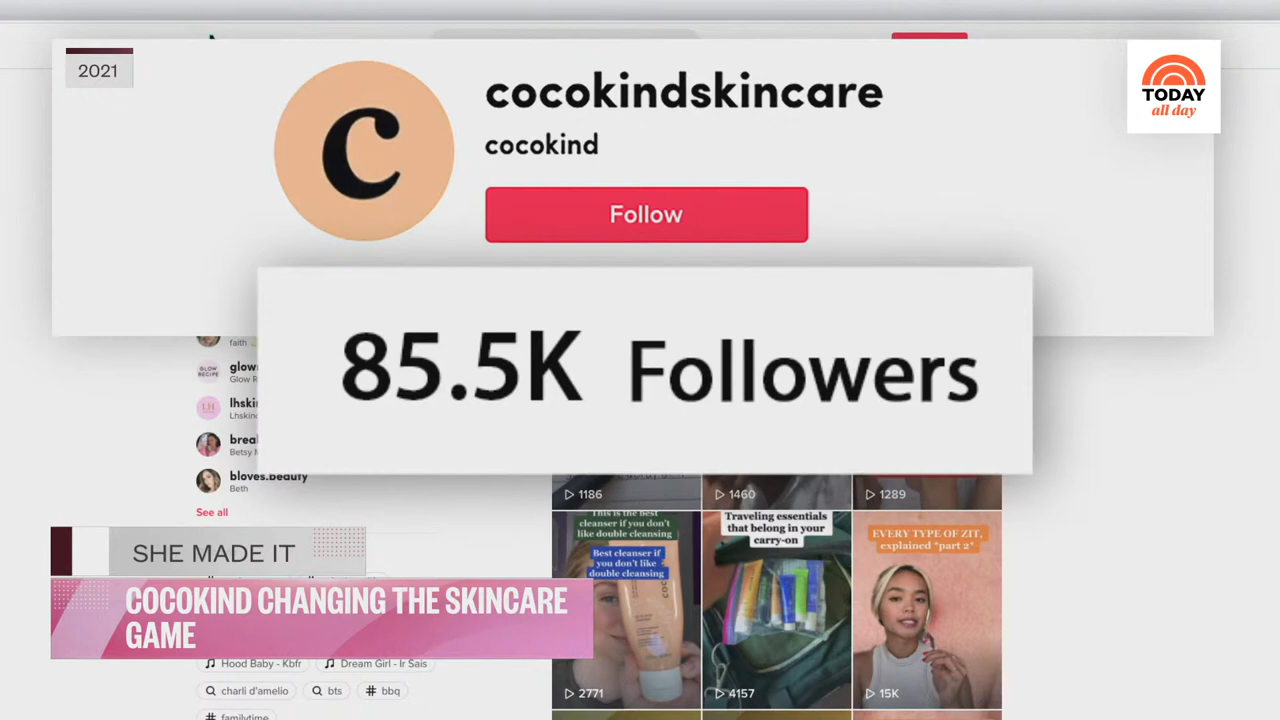 2021
cocokindskincare
cocokind
Follow
TODAY
all day
85.5K Followers
faith
GLOW
RECIPE
Glow R
LH
Betsy
bloves.beauty
Beth
See all
1186
1460
1289
This is the best
cleanser if you don't
like double cleansing
Best cleanser if
you don't like
double cleansing
2771
Traveling essentials
that belong in your
carry-on
4157
EVERY TYPE OF ZIT,
explained *part 2*
15K
SHE MADE IT
COCOKIND CHANGING THE SKINCARE
GAME
Hood Baby - Kbfr
Dream Girl - Ir Sais
charli d'amelio
bts
# bbq
# familytime